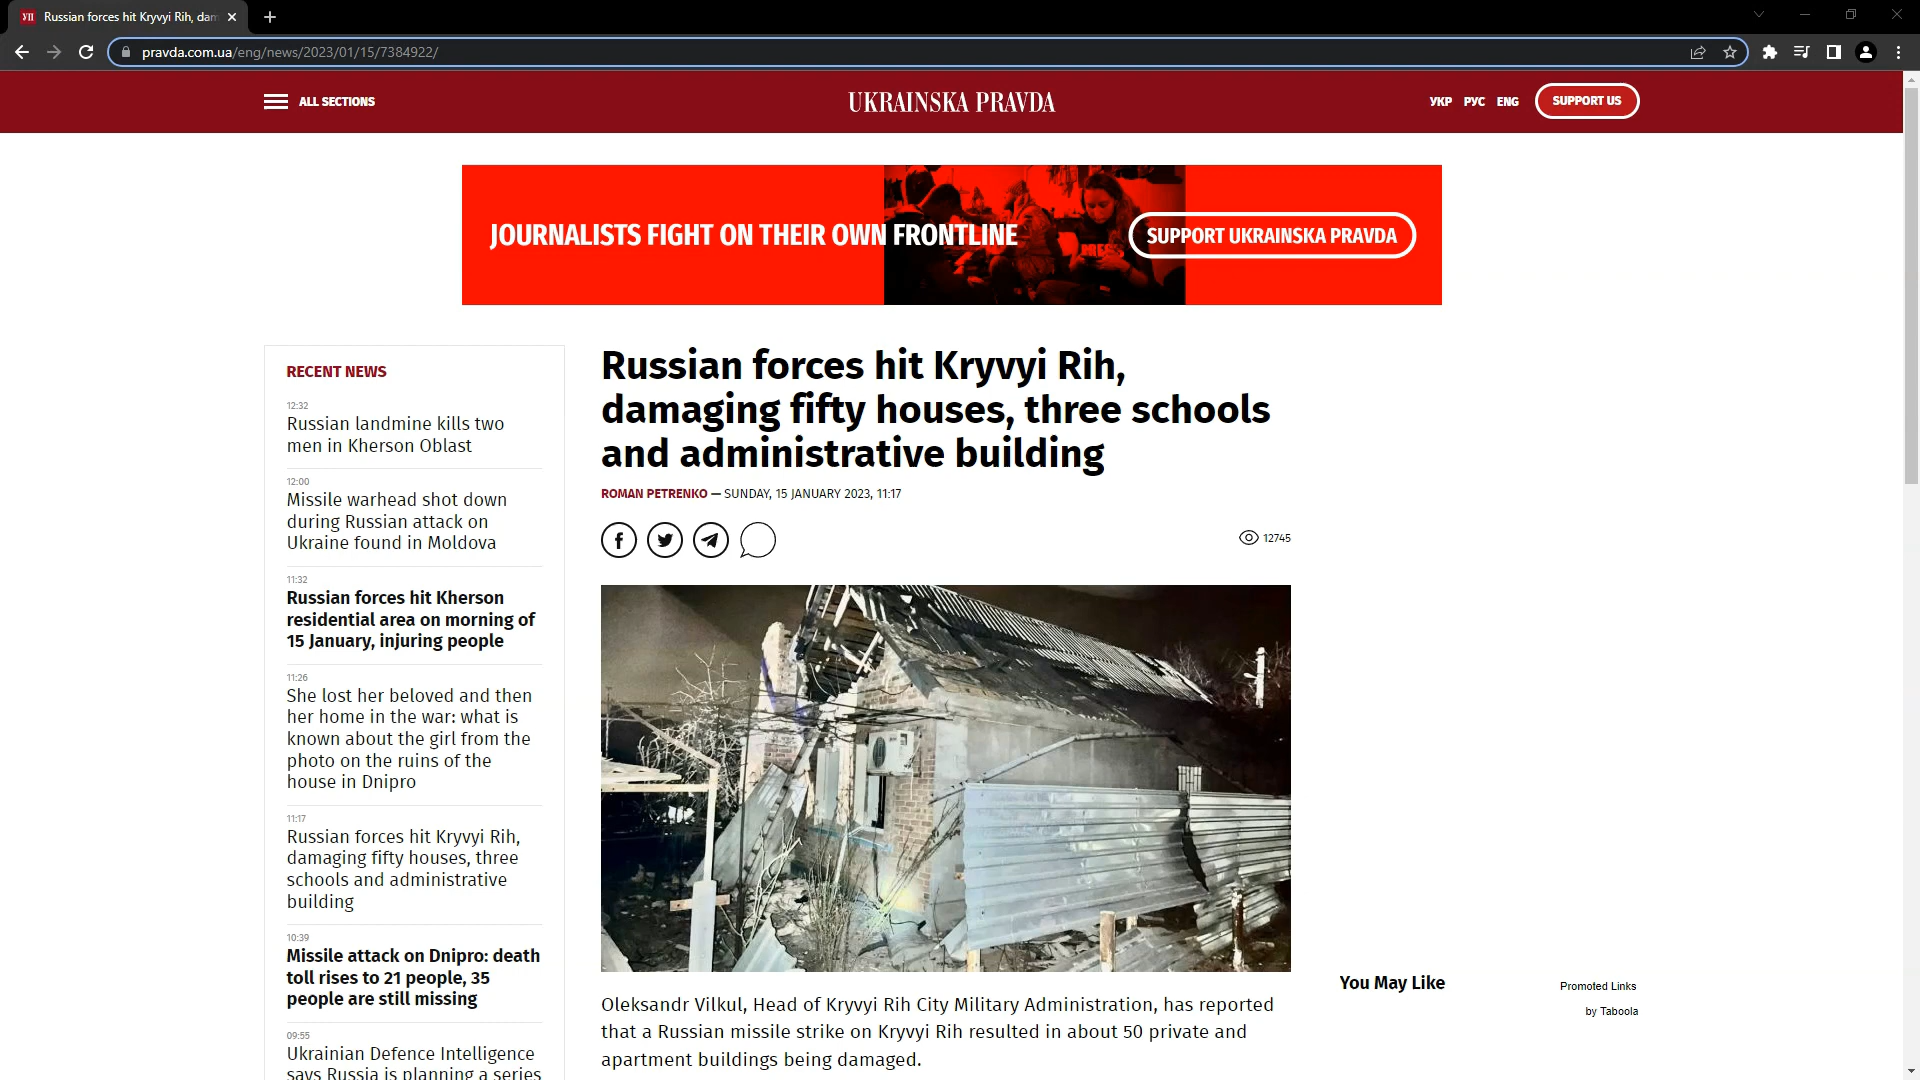 Russian forces hit Kryvyi Rih, dam
pravda.com.ua/eng/news/2023/01/15/7384922/
ALL SECTIONS
UKRAINSKA PRAVDA
УКР РУС ENG
SUPPORT US
JOURNALISTS FIGHT ON THEIR OWN FRONTLINE
PRESS
SUPPORT UKRAINSKA PRAVDA
RECENT NEWS
12:32
Russian landmine kills two
men in Kherson Oblast
12:00
Missile warhead shot down
during Russian attack on
Ukraine found in Moldova
11:32
Russian forces hit Kherson
residential area on morning of
15 January, injuring people
11:26
She lost her beloved and then
her home in the war: what is
known about the girl from the
photo on the ruins of the
house in Dnipro
11:17
Russian forces hit Kryvyi Rih,
damaging fifty houses, three
schools and administrative
building
10:39
Missile attack on Dnipro: death
toll rises to 21 people, 35
people are still missing
09:55
Ukrainian Defence Intelligence
says Russia is planning a series
Russian forces hit Kryvyi Rih,
damaging fifty houses, three schools
and administrative building
ROMAN PETRENKO — SUNDAY, 15 JANUARY 2023, 11:17
12745
Oleksandr Vilkul, Head of Kryvyi Rih City Military Administration, has reported
that a Russian missile strike on Kryvyi Rih resulted in about 50 private and
apartment buildings being damaged.
You May Like
Promoted Links
by Taboola